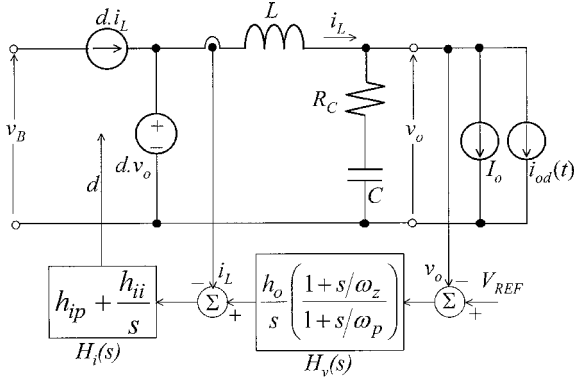 d.i_L
L
i_L
R_C
v_B
+
−
d.v_o
v_o
I_o
i_od(t)
d
C
h_ip + h_ii/s
H_i(s)
−
i_L
Σ
+
h_o/s ((1+s/ω_z)/(1+s/ω_p))
H_v(s)
v_o
−
Σ
+
V_REF